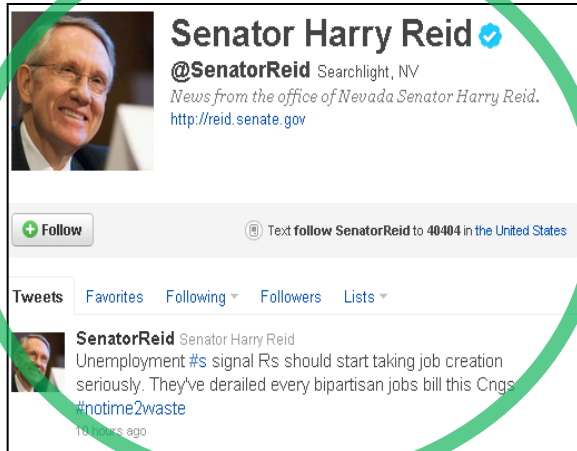 Senator Harry Reid
@SenatorReid Searchlight, NV
News from the office of Nevada Senator Harry Reid.
http://reid.senate.gov
Follow
Text follow SenatorReid to 40404 in the United States
Tweets Favorites Following Followers Lists
SenatorReid Senator Harry Reid
Unemployment #s signal Rs should start taking job creation
seriously. They've derailed every bipartisan jobs bill this Cngs
#notime2waste
10 hours ago